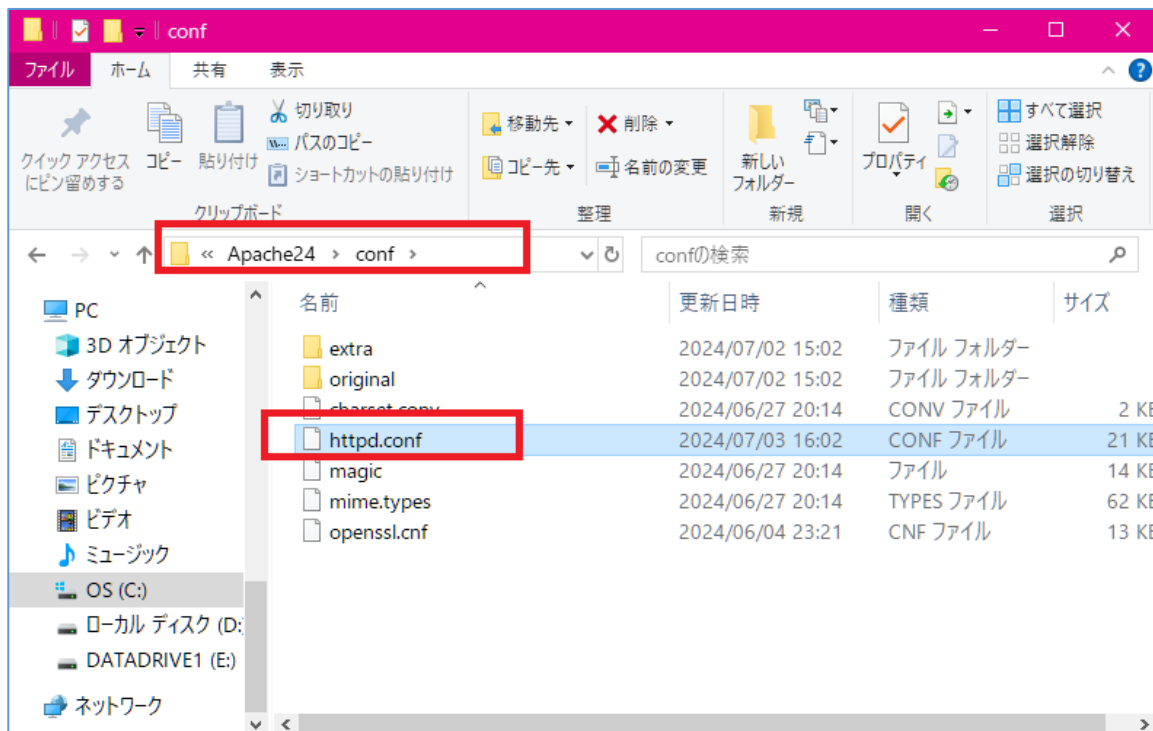 conf
ファイル ホーム 共有 表示
クイック アクセス
にピン留めする
コピー
貼り付け
切り取り
パスのコピー
ショートカットの貼り付け
クリップボード
移動先
コピー先
削除
名前の変更
整理
新しい
フォルダー
新規
プロパティ
開く
すべて選択
選択解除
選択の切り替え
選択
« Apache24 › conf ›
confの検索
PC
3D オブジェクト
ダウンロード
デスクトップ
ドキュメント
ピクチャ
ビデオ
ミュージック
OS (C:)
ローカル ディスク (D:
DATADRIVE1 (E:)
ネットワーク
名前 更新日時 種類 サイズ
extra 2024/07/02 15:02 ファイル フォルダー
original 2024/07/02 15:02 ファイル フォルダー
charset.conv 2024/06/27 20:14 CONV ファイル 2 KB
httpd.conf 2024/07/03 16:02 CONF ファイル 21 KB
magic 2024/06/27 20:14 ファイル 14 KB
mime.types 2024/06/27 20:14 TYPES ファイル 62 KB
openssl.cnf 2024/06/04 23:21 CNF ファイル 13 KB